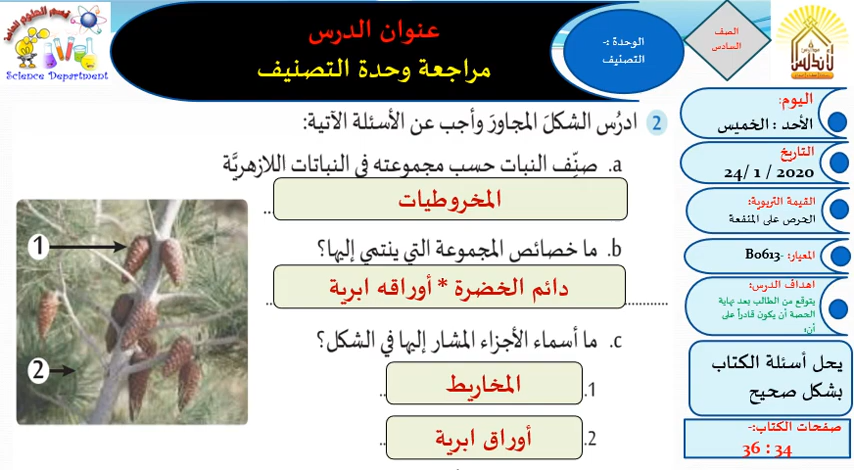 قسم العلوم العامة
Science Department
عنوان الدرس
مراجعة وحدة التصنيف
الوحدة :-
التصنيف
الصف
السادس
الأندلس
2 ادرُس الشكلَ المجاورَ وأجب عن الأسئلة الآتية:
a. صنِّف النبات حسب مجموعته في النباتات اللازهريَّة
المخروطيات
b. ما خصائص المجموعة التي ينتمي إليها؟
دائم الخضرة * أوراقه ابرية
c. ما أسماء الأجزاء المشار إليها في الشكل؟
1. المخاريط
2. أوراق ابرية
1
2
اليوم:
الأحد : الخميس
التاريخ
24/ 1 / 2020
القيمة التربوية:
الحرص على المنفعة
المعيار: -B0613
اهداف الدرس:
يتوقع من الطالب بعد نهاية
الحصة أن يكون قادراً على
أن:
يحل أسئلة الكتاب
بشكل صحيح
صفحات الكتاب:-
34 : 36